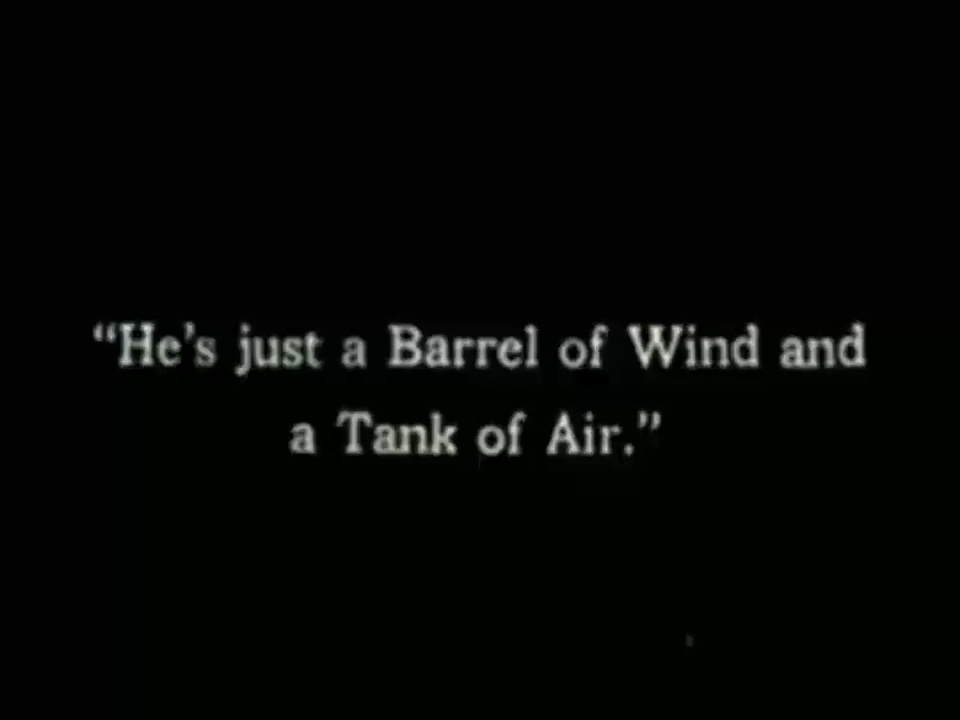 “He’s just a Barrel of Wind and
a Tank of Air.”